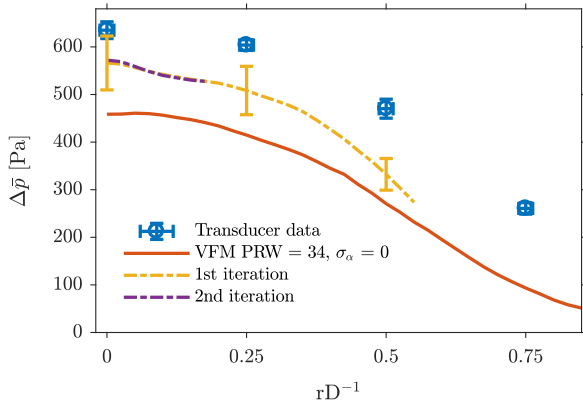 600
500
400
300
200
100
0
Δp̄ [Pa]
Transducer data
VFM PRW = 34, σ_α = 0
1st iteration
2nd iteration
0 0.25 0.5 0.75
rD⁻¹